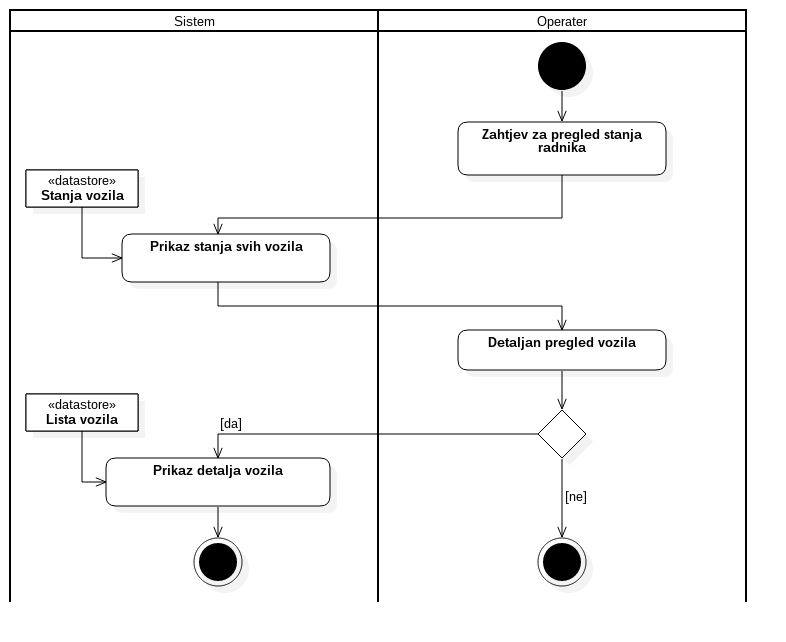 Sistem
Operater
Zahtjev za pregled stanja
radnika
«datastore»
Stanja vozila
Prikaz stanja svih vozila
Detaljan pregled vozila
«datastore»
Lista vozila
[da]
Prikaz detalja vozila
[ne]